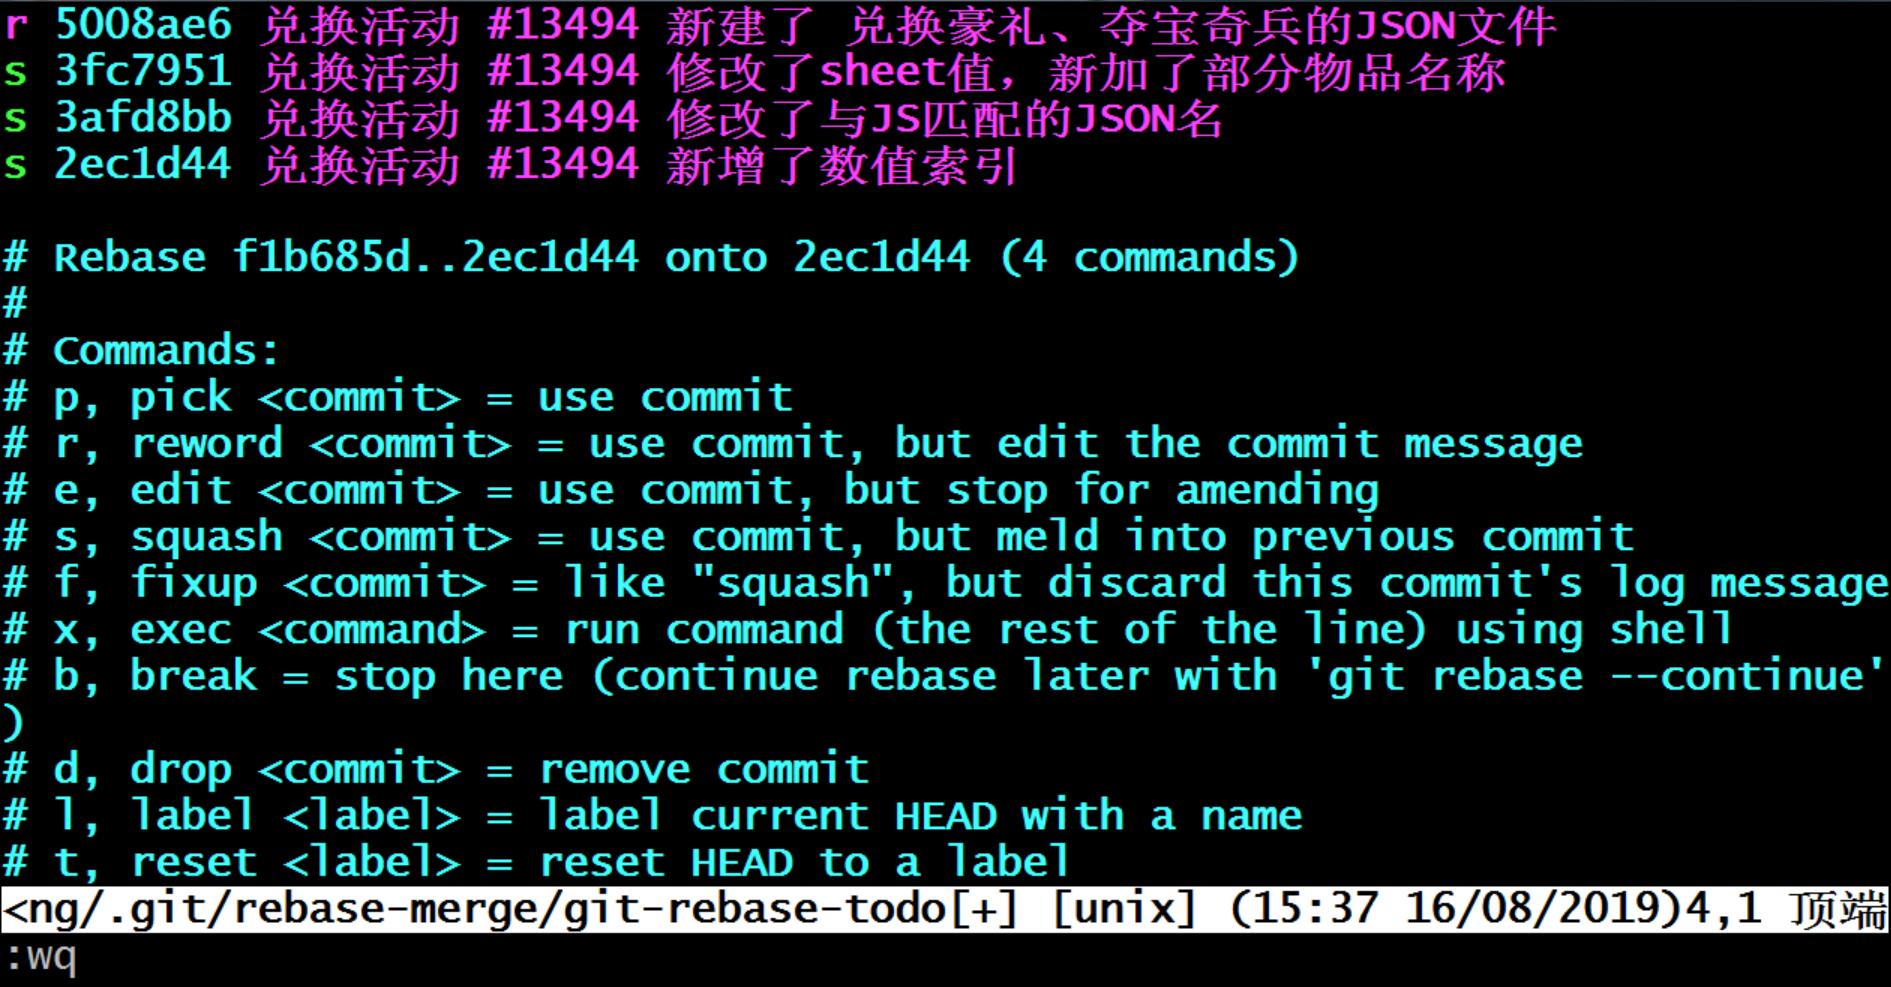 r 5008ae6 兑换活动 #13494 新建了 兑换豪礼、夺宝奇兵的JSON文件
s 3fc7951 兑换活动 #13494 修改了sheet值，新加了部分物品名称
s 3afd8bb 兑换活动 #13494 修改了与JS匹配的JSON名
s 2ec1d44 兑换活动 #13494 新增了数值索引
# Rebase f1b685d..2ec1d44 onto 2ec1d44 (4 commands)
#
# Commands:
# p, pick <commit> = use commit
# r, reword <commit> = use commit, but edit the commit message
# e, edit <commit> = use commit, but stop for amending
# s, squash <commit> = use commit, but meld into previous commit
# f, fixup <commit> = like "squash", but discard this commit's log message
# x, exec <command> = run command (the rest of the line) using shell
# b, break = stop here (continue rebase later with 'git rebase --continue'
)
# d, drop <commit> = remove commit
# l, label <label> = label current HEAD with a name
# t, reset <label> = reset HEAD to a label
<ng/.git/rebase-merge/git-rebase-todo[+] [unix] (15:37 16/08/2019)4,1 顶端
:wq